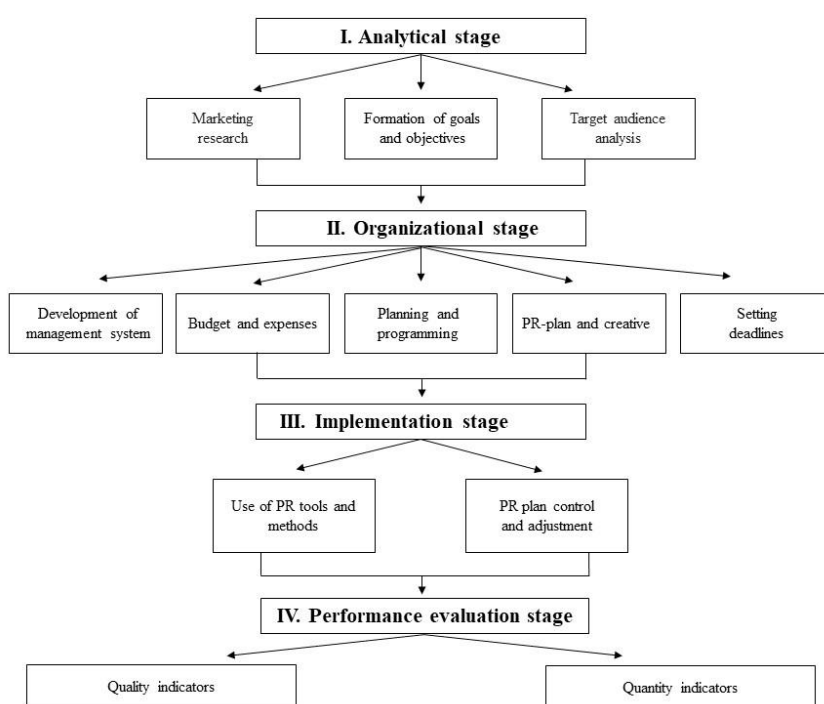 I. Analytical stage
Marketing
research
Formation of goals
and objectives
Target audience
analysis
II. Organizational stage
Development of
management system
Budget and expenses
Planning and
programming
PR-plan and creative
Setting
deadlines
III. Implementation stage
Use of PR tools and
methods
PR plan control
and adjustment
IV. Performance evaluation stage
Quality indicators
Quantity indicators